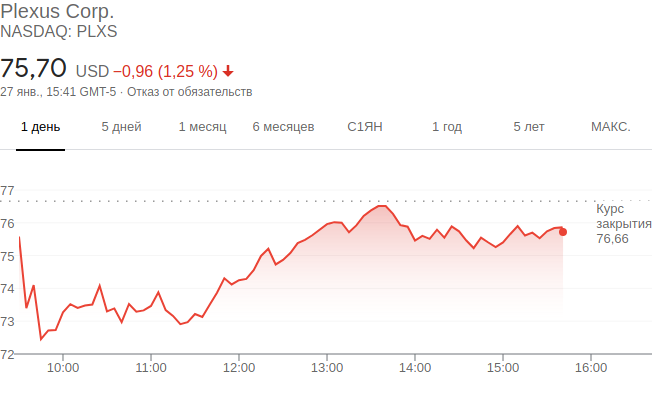 Plexus Corp.
NASDAQ: PLXS
75,70 USD −0,96 (1,25 %)
27 янв., 15:41 GMT-5 · Отказ от обязательств
1 день 5 дней 1 месяц 6 месяцев С1ЯН 1 год 5 лет МАКС.
77
76
75
74
73
72
Курс
закрытия
76,66
10:00 11:00 12:00 13:00 14:00 15:00 16:00